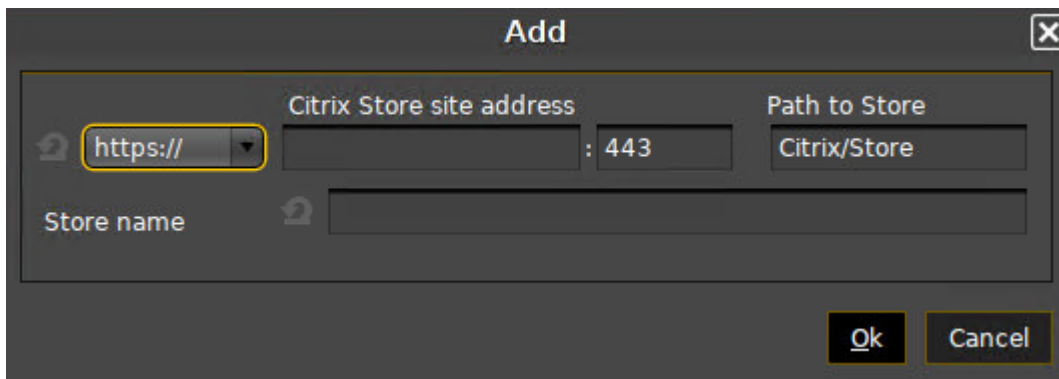 Add
Citrix Store site address Path to Store
https:// : 443 Citrix/Store
Store name
Ok Cancel